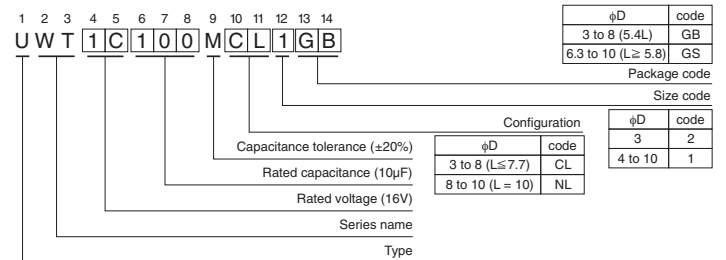 1 2 3 4 5 6 7 8 9 10 11 12 13 14
U W T 1 C 1 0 0 M C L 1 G B
ϕD code
3 to 8 (5.4L) GB
6.3 to 10 (L≧ 5.8) GS
Package code
Size code
ϕD code
3 2
4 to 10 1
Configuration
ϕD code
3 to 8 (L≦7.7) CL
8 to 10 (L = 10) NL
Capacitance tolerance (±20%)
Rated capacitance (10µF)
Rated voltage (16V)
Series name
Type